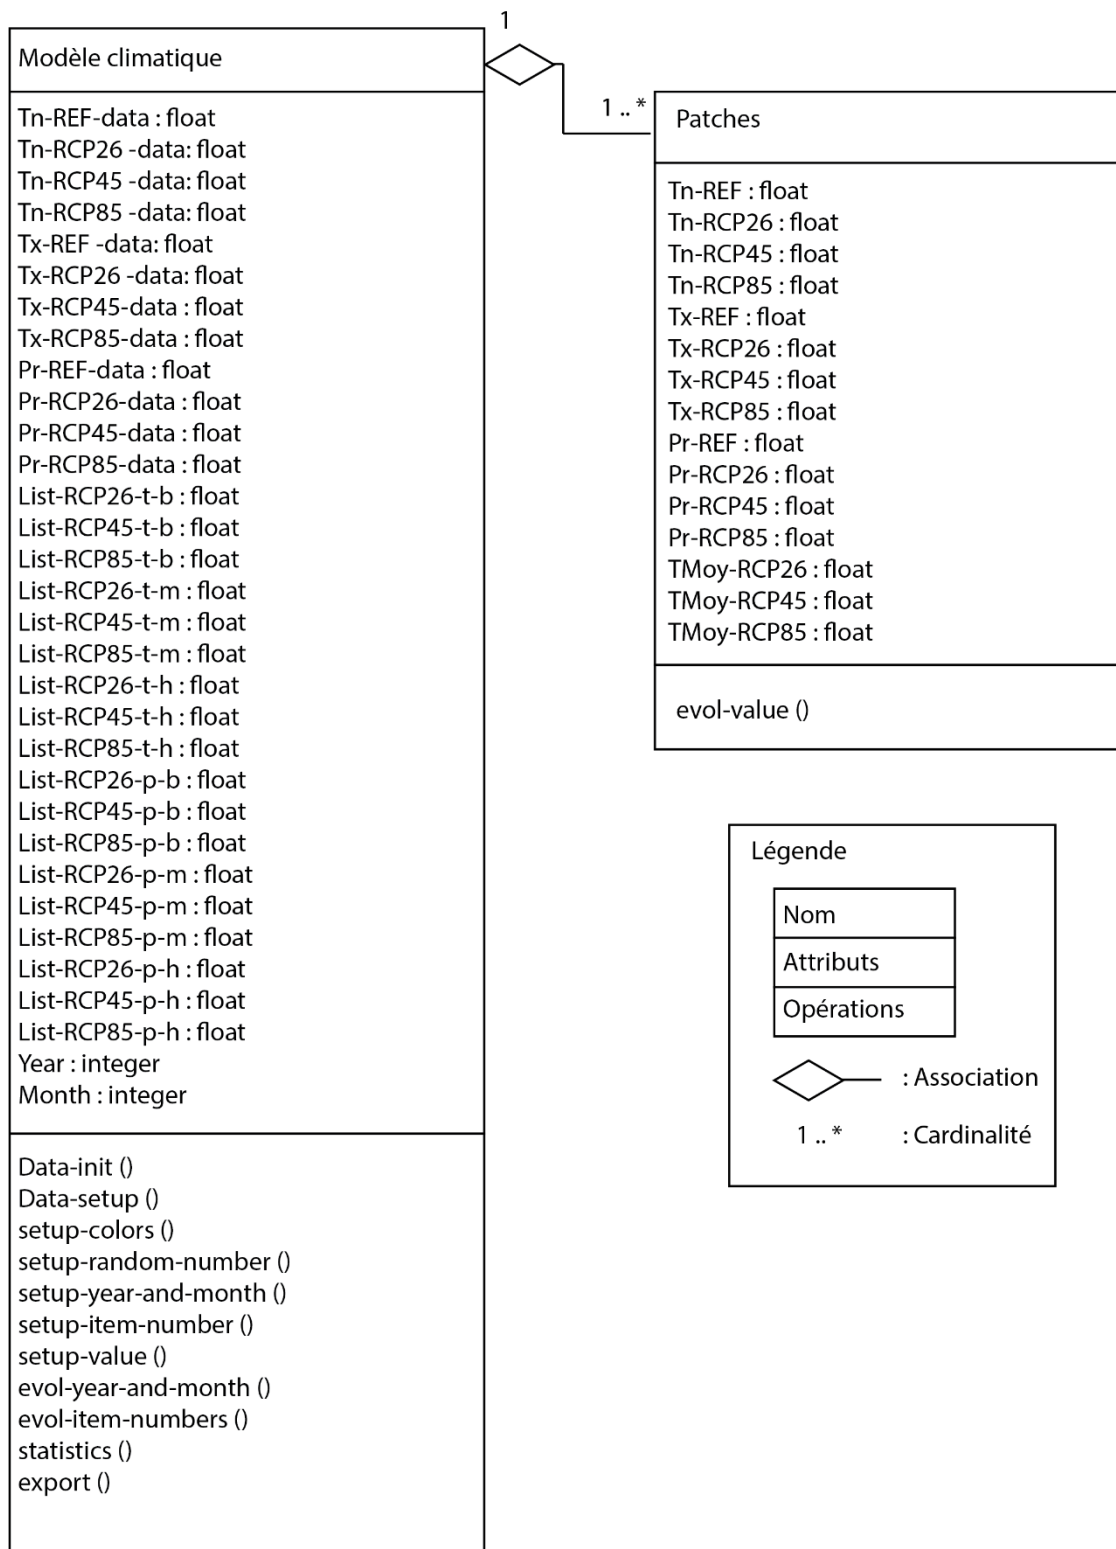 1
Modèle climatique
Tn-REF-data : float
Tn-RCP26 -data: float
Tn-RCP45 -data: float
Tn-RCP85 -data: float
Tx-REF -data: float
Tx-RCP26 -data: float
Tx-RCP45-data : float
Tx-RCP85-data : float
Pr-REF-data : float
Pr-RCP26-data : float
Pr-RCP45-data : float
Pr-RCP85-data : float
List-RCP26-t-b : float
List-RCP45-t-b : float
List-RCP85-t-b : float
List-RCP26-t-m : float
List-RCP45-t-m : float
List-RCP85-t-m : float
List-RCP26-t-h : float
List-RCP45-t-h : float
List-RCP85-t-h : float
List-RCP26-p-b : float
List-RCP45-p-b : float
List-RCP85-p-b : float
List-RCP26-p-m : float
List-RCP45-p-m : float
List-RCP85-p-m : float
List-RCP26-p-h : float
List-RCP45-p-h : float
List-RCP85-p-h : float
Year : integer
Month : integer
Data-init ()
Data-setup ()
setup-colors ()
setup-random-number ()
setup-year-and-month ()
setup-item-number ()
setup-value ()
evol-year-and-month ()
evol-item-numbers ()
statistics ()
export ()
1 .. *
Patches
Tn-REF : float
Tn-RCP26 : float
Tn-RCP45 : float
Tn-RCP85 : float
Tx-REF : float
Tx-RCP26 : float
Tx-RCP45 : float
Tx-RCP85 : float
Pr-REF : float
Pr-RCP26 : float
Pr-RCP45 : float
Pr-RCP85 : float
TMoy-RCP26 : float
TMoy-RCP45 : float
TMoy-RCP85 : float
evol-value ()
Légende
Nom
Attributs
Opérations
: Association
1 .. * : Cardinalité